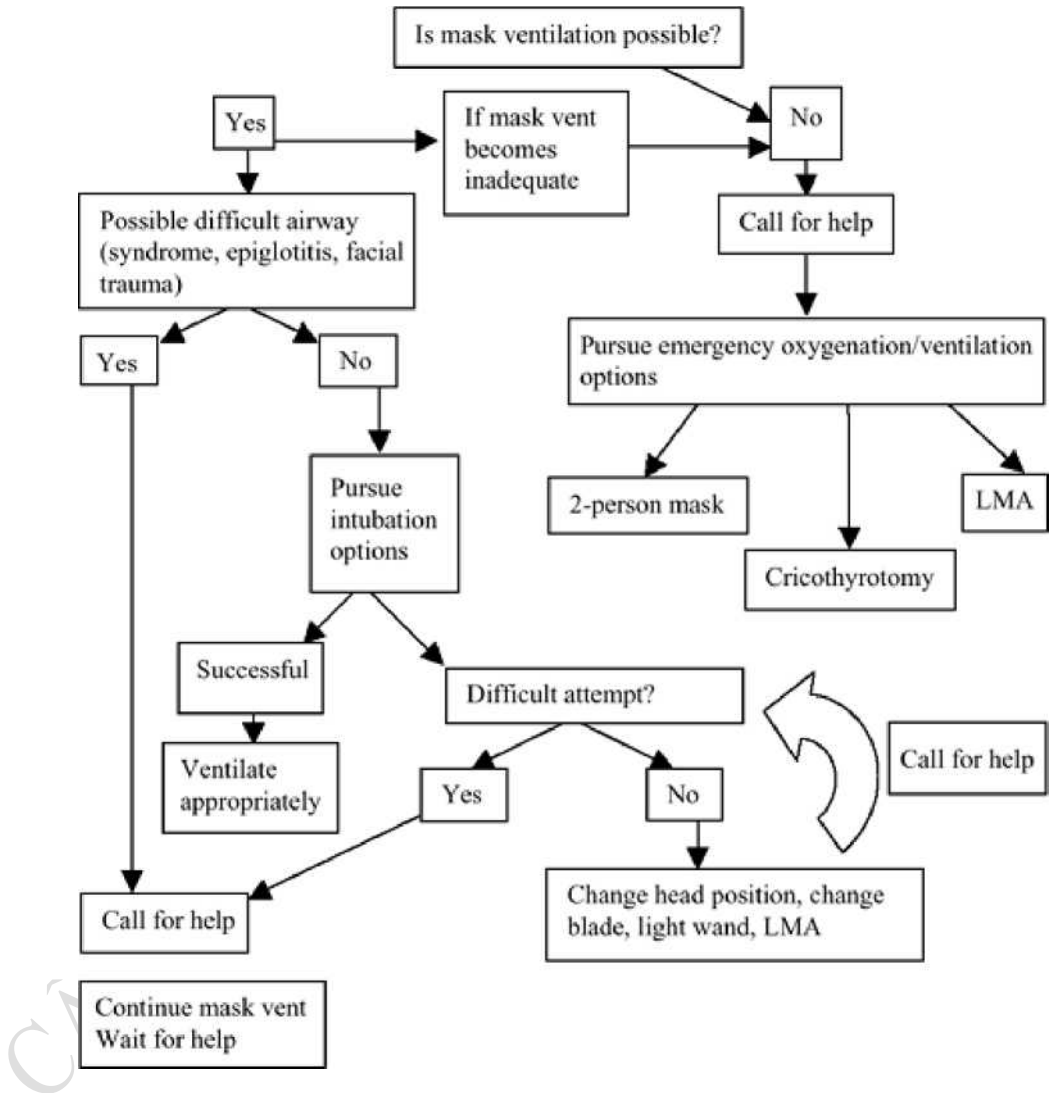 Is mask ventilation possible?
Yes
If mask vent
becomes
inadequate
No
Possible difficult airway
(syndrome, epiglotitis, facial
trauma)
Call for help
Yes
No
Pursue emergency oxygenation/ventilation
options
Pursue
intubation
options
2-person mask
LMA
Cricothyrotomy
Successful
Difficult attempt?
Call for help
Ventilate
appropriately
Yes
No
Call for help
Change head position, change
blade, light wand, LMA
Continue mask vent
Wait for help